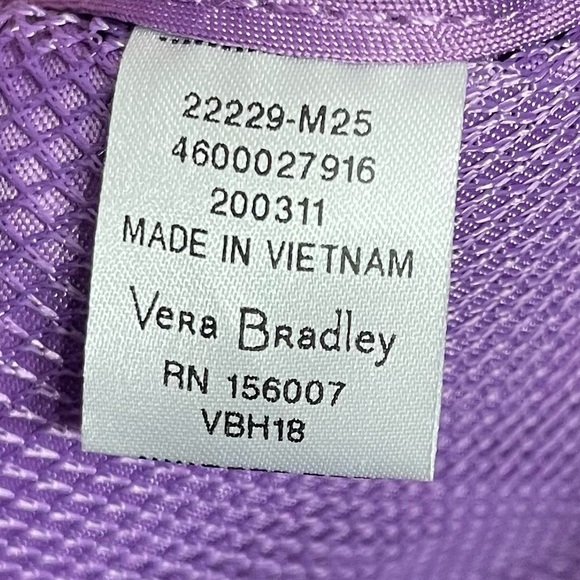 22229-M25
4600027916
200311
MADE IN VIETNAM
Vera Bradley
RN 156007
VBH18